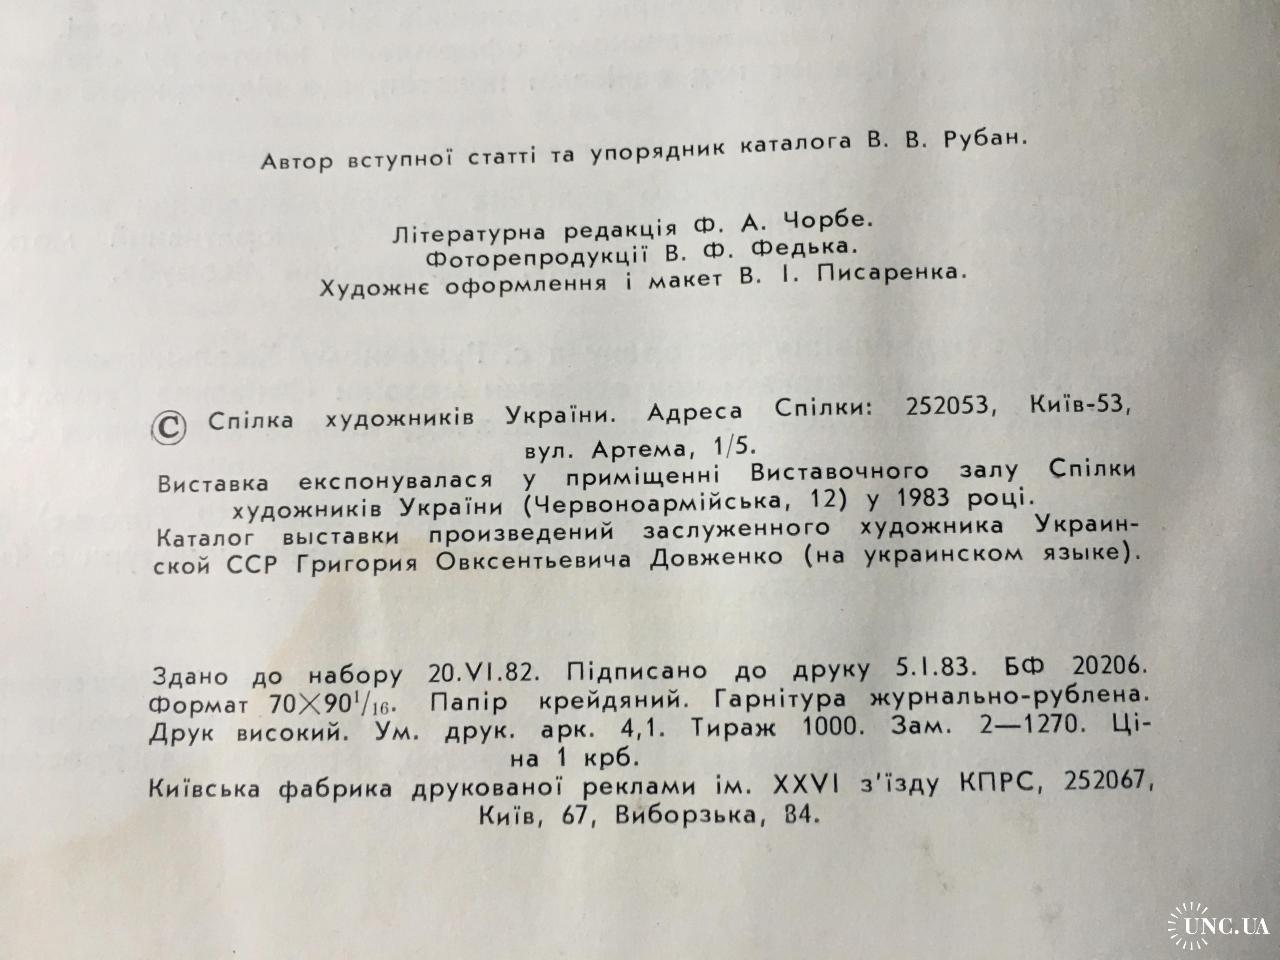 Автор вступної статті та упорядник каталога В. В. Рубан.
Літературна редакція Ф. А. Чорбе.
Фоторепродукції В. Ф. Федька.
Художнє оформлення і макет В. І. Писаренка.
© Спілка художників України. Адреса Спілки: 252053, Київ-53,
вул. Артема, 1/5.
Виставка експонувалася у приміщенні Виставочного залу Спілки
художників України (Червоноармійська, 12) у 1983 році.
Каталог выставки произведений заслуженного художника Украин-
ской ССР Григория Овксентьевича Довженко (на украинском языке).
Здано до набору 20.VI.82. Підписано до друку 5.I.83. БФ 20206.
Формат 70×90¹/₁₆. Папір крейдяний. Гарнітура журнально-рублена.
Друк високий. Ум. друк. арк. 4,1. Тираж 1000. Зам. 2—1270. Ці-
на 1 крб.
Київська фабрика друкованої реклами ім. XXVI з'їзду КПРС, 252067,
Київ, 67, Виборзька, 84.
UNC.UA